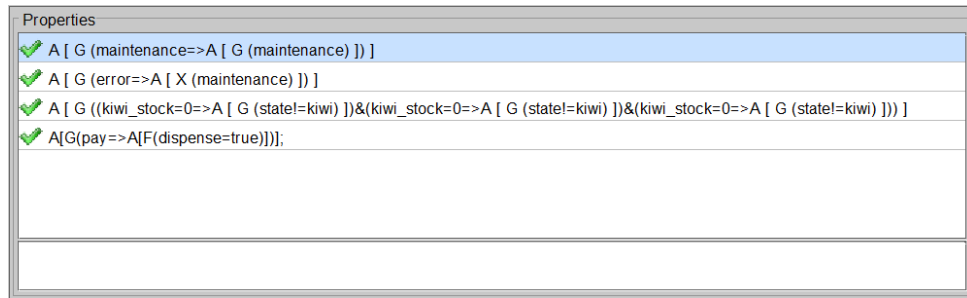 Properties
A [ G (maintenance=>A [ G (maintenance) ]) ]
A [ G (error=>A [ X (maintenance) ]) ]
A [ G ((kiwi_stock=0=>A [ G (state!=kiwi) ])&(kiwi_stock=0=>A [ G (state!=kiwi) ])&(kiwi_stock=0=>A [ G (state!=kiwi) ])) ]
A[G(pay=>A[F(dispense=true)])];